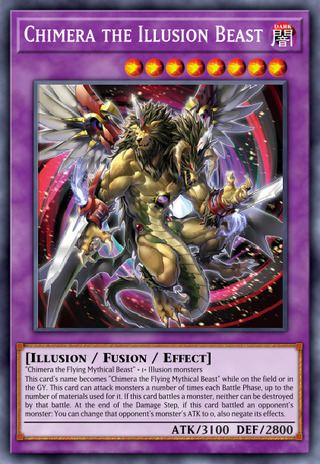 CHIMERA THE ILLUSION BEAST
DARK
闇
[ILLUSION / FUSION / EFFECT]
"Chimera the Flying Mythical Beast" + 1+ Illusion monsters
This card's name becomes "Chimera the Flying Mythical Beast" while on the field or in
the GY. This card can attack monsters a number of times each Battle Phase, up to the
number of materials used for it. If this card battles a monster, neither can be destroyed
by that battle. At the end of the Damage Step, if this card battled an opponent's
monster: You can change that opponent's monster's ATK to 0, also negate its effects.
ATK/3100 DEF/2800